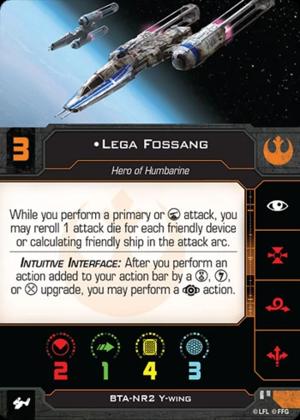 3
•Lega Fossang
Hero of Humbarine
While you perform a primary or attack, you
may reroll 1 attack die for each friendly device
or calculating friendly ship in the attack arc.
Intuitive Interface: After you perform an
action added to your action bar by a , ,
or upgrade, you may perform a action.
2 1 4 3
BTA-NR2 Y-wing
©LFL ©FFG